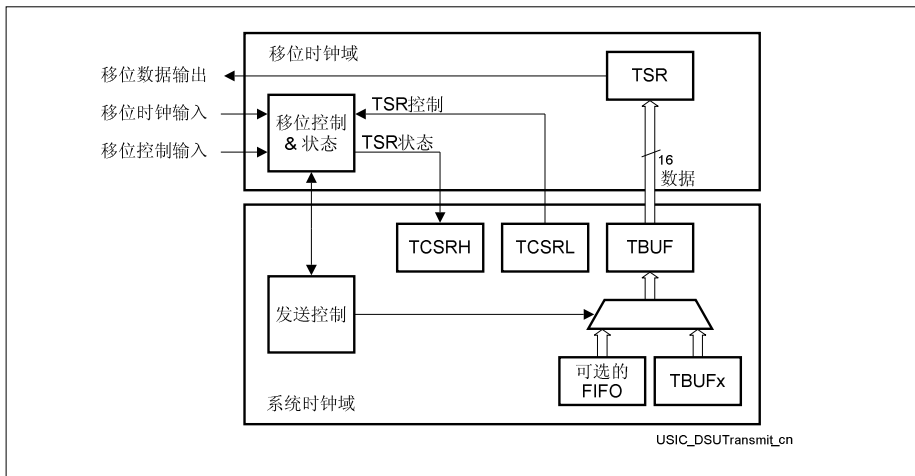 移位时钟域
移位数据输出
TSR
移位时钟输入
移位控制
& 状态
TSR控制
移位控制输入
TSR状态
16
数据
TCSRH
TCSRL
TBUF
发送控制
可选的
FIFO
TBUFx
系统时钟域
USIC_DSUTransmit_cn